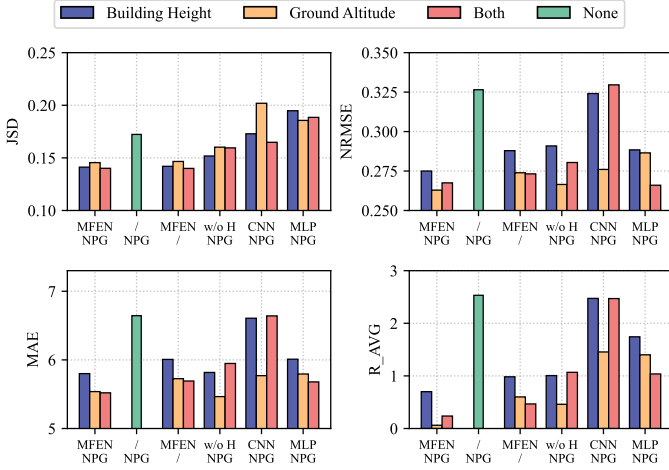 Building Height Ground Altitude Both None
0.25
0.20
0.15
0.10
JSD
MFEN / MFEN w/o H CNN MLP
NPG NPG / NPG NPG NPG
0.350
0.325
0.300
0.275
0.250
NRMSE
MFEN / MFEN w/o H CNN MLP
NPG NPG / NPG NPG NPG
7
6
5
MAE
MFEN / MFEN w/o H CNN MLP
NPG NPG / NPG NPG NPG
3
2
1
0
R_AVG
MFEN / MFEN w/o H CNN MLP
NPG NPG / NPG NPG NPG